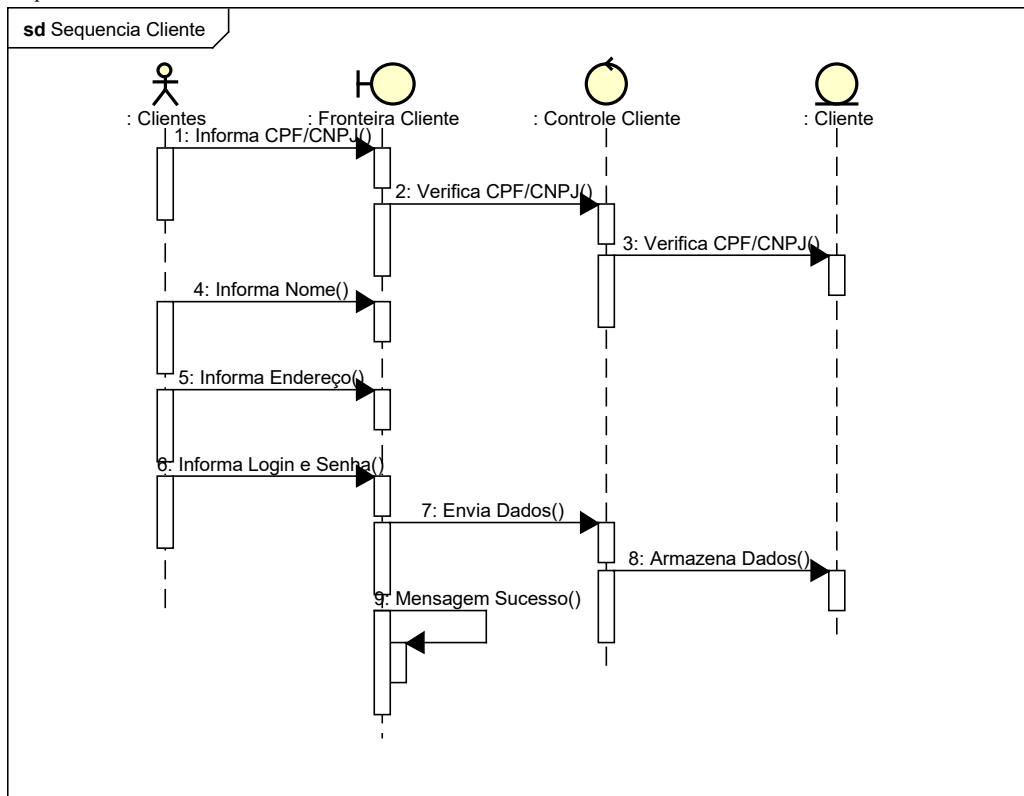 sd Sequencia Cliente
: Clientes
: Fronteira Cliente
: Controle Cliente
: Cliente
1: Informa CPF/CNPJ()
2: Verifica CPF/CNPJ()
3: Verifica CPF/CNPJ()
4: Informa Nome()
5: Informa Endereço()
6: Informa Login e Senha()
7: Envia Dados()
8: Armazena Dados()
9: Mensagem Sucesso()